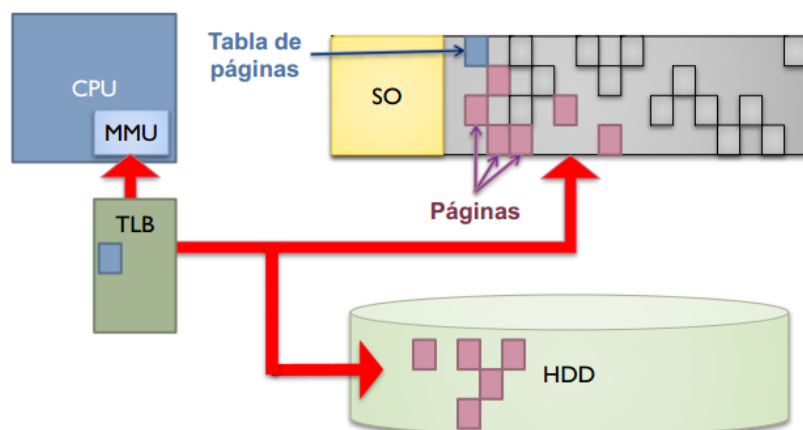 Tabla de
páginas
CPU
SO
MMU
Páginas
TLB
HDD